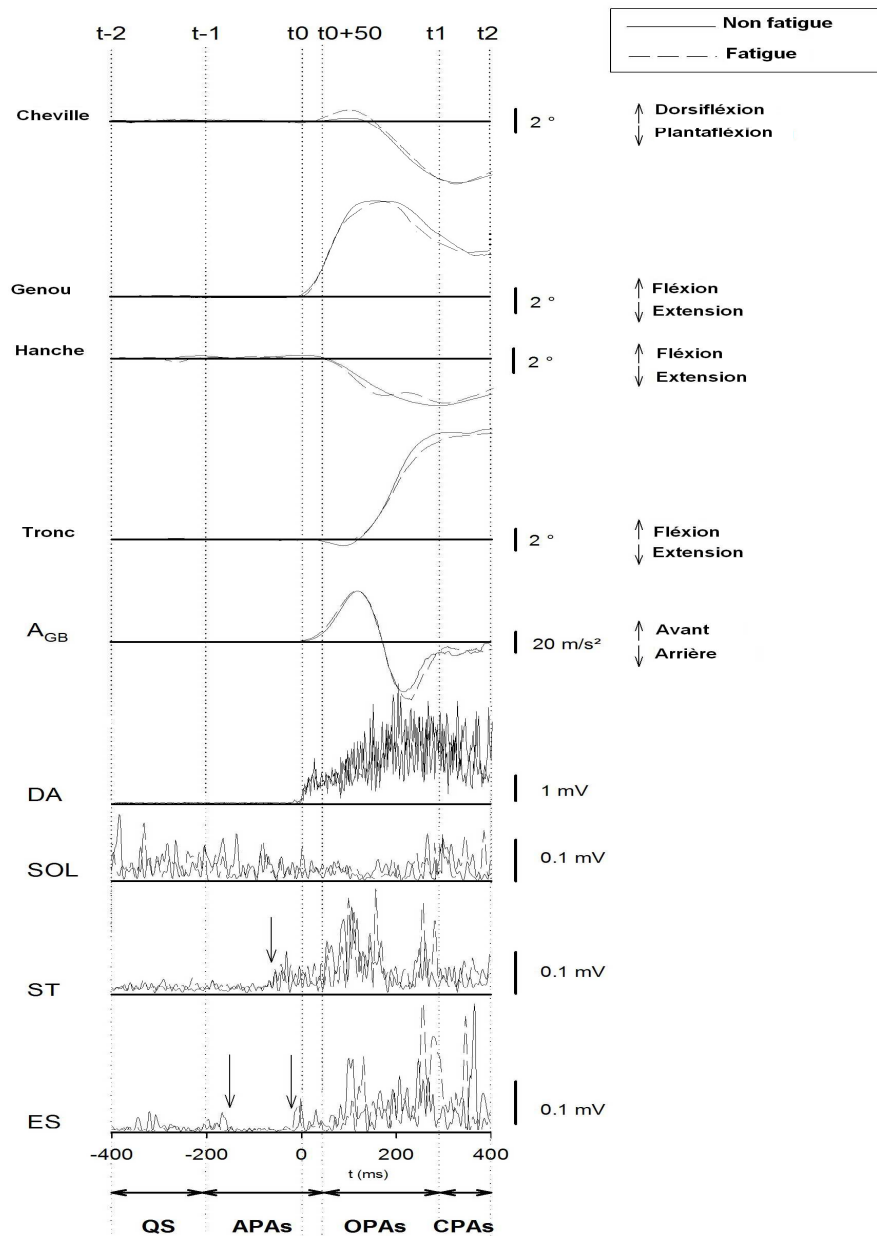 t-2 t-1 t0 t0+50 t1 t2
Non fatigue
Fatigue
Cheville 2 ° Dorsifléxion
Plantafléxion
Genou 2 ° Fléxion
Extension
Hanche 2 ° Fléxion
Extension
Tronc 2 ° Fléxion
Extension
AGB 20 m/s² Avant
Arrière
DA 1 mV
SOL 0.1 mV
ST 0.1 mV
ES 0.1 mV
-400 -200 0 200 400
t (ms)
QS APAs OPAs CPAs